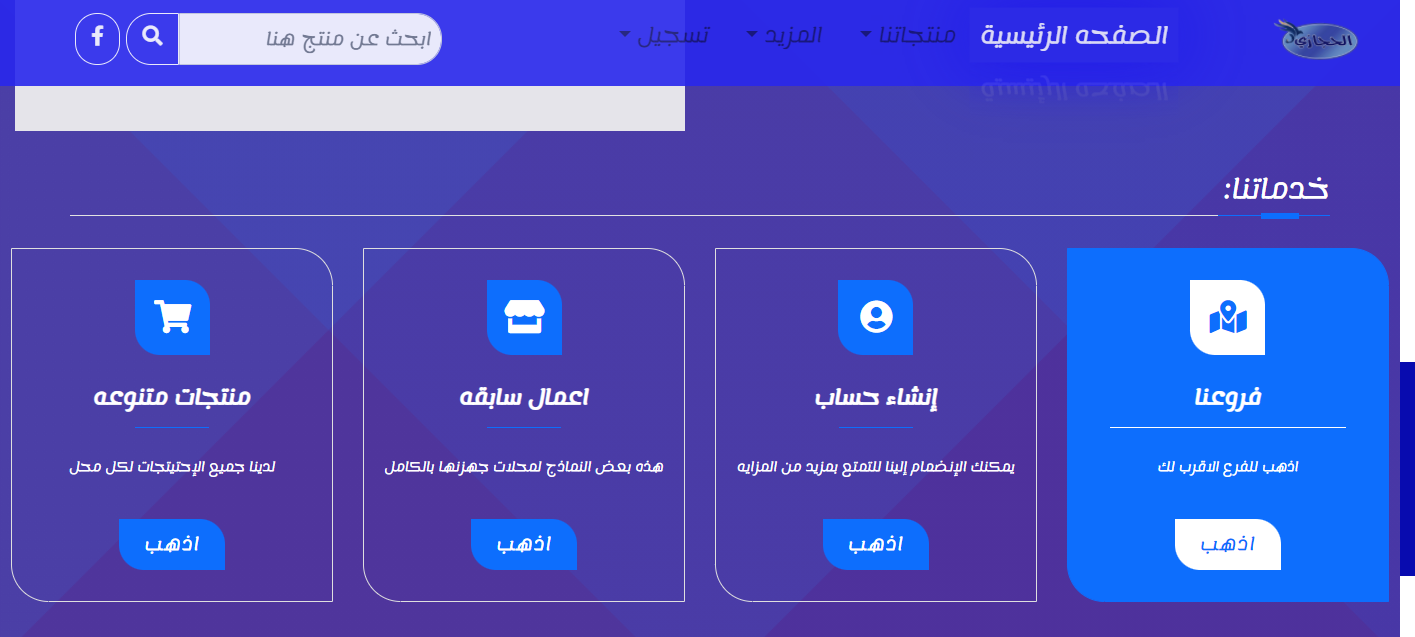 الحجازي
الصفحه الرئيسية
منتجاتنا
المزيد
تسجيل
ابحث عن منتج هنا
خدماتنا:
فروعنا
اذهب للفرع الاقرب لك
اذهب
إنشاء حساب
يمكنك الإنضمام إلينا للتمتع بمزيد من المزايه
اذهب
اعمال سابقه
هذه بعض النماذج لمحلات جهزنها بالكامل
اذهب
منتجات متنوعه
لدينا جميع الإحتيتجات لكل محل
اذهب